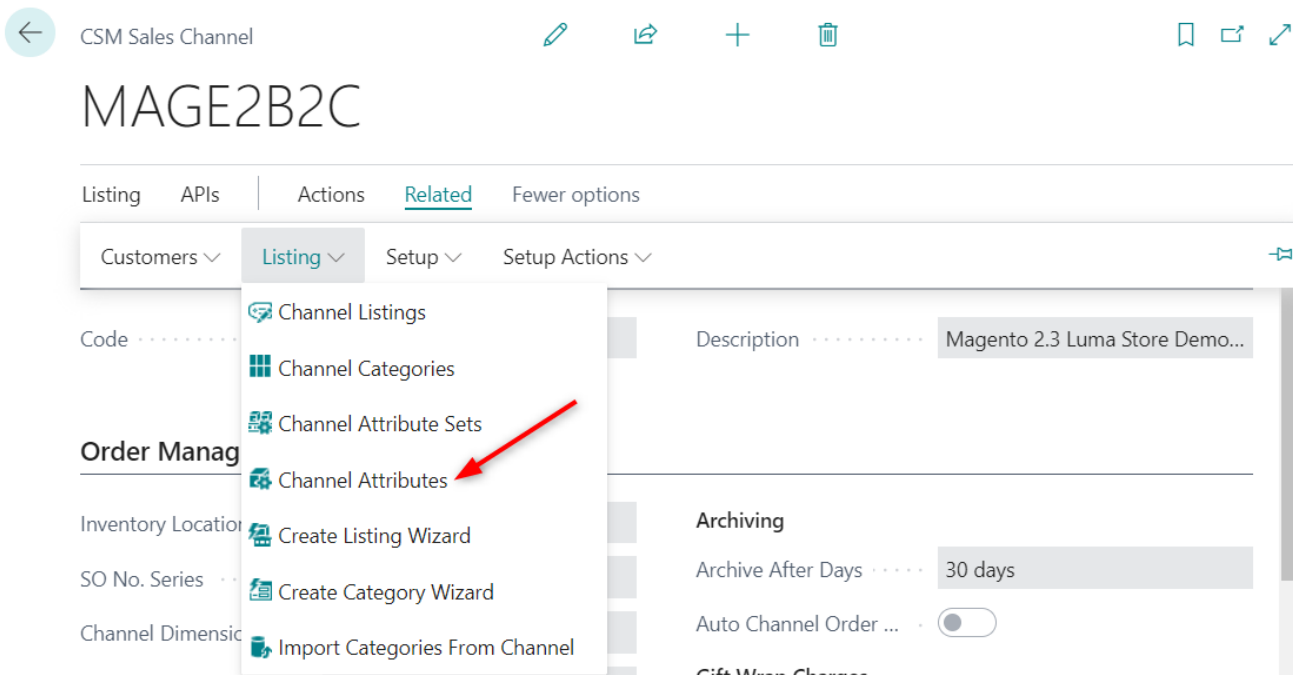 CSM Sales Channel
MAGE2B2C
Listing APIs Actions Related Fewer options
Customers Listing Setup Setup Actions
Channel Listings
Channel Categories
Channel Attribute Sets
Channel Attributes
Create Listing Wizard
Create Category Wizard
Import Categories From Channel
Code
Description Magento 2.3 Luma Store Demo...
Order Manag
Inventory Location
SO No. Series
Channel Dimensio
Archiving
Archive After Days 30 days
Auto Channel Order ...
Gift Wrap Charges